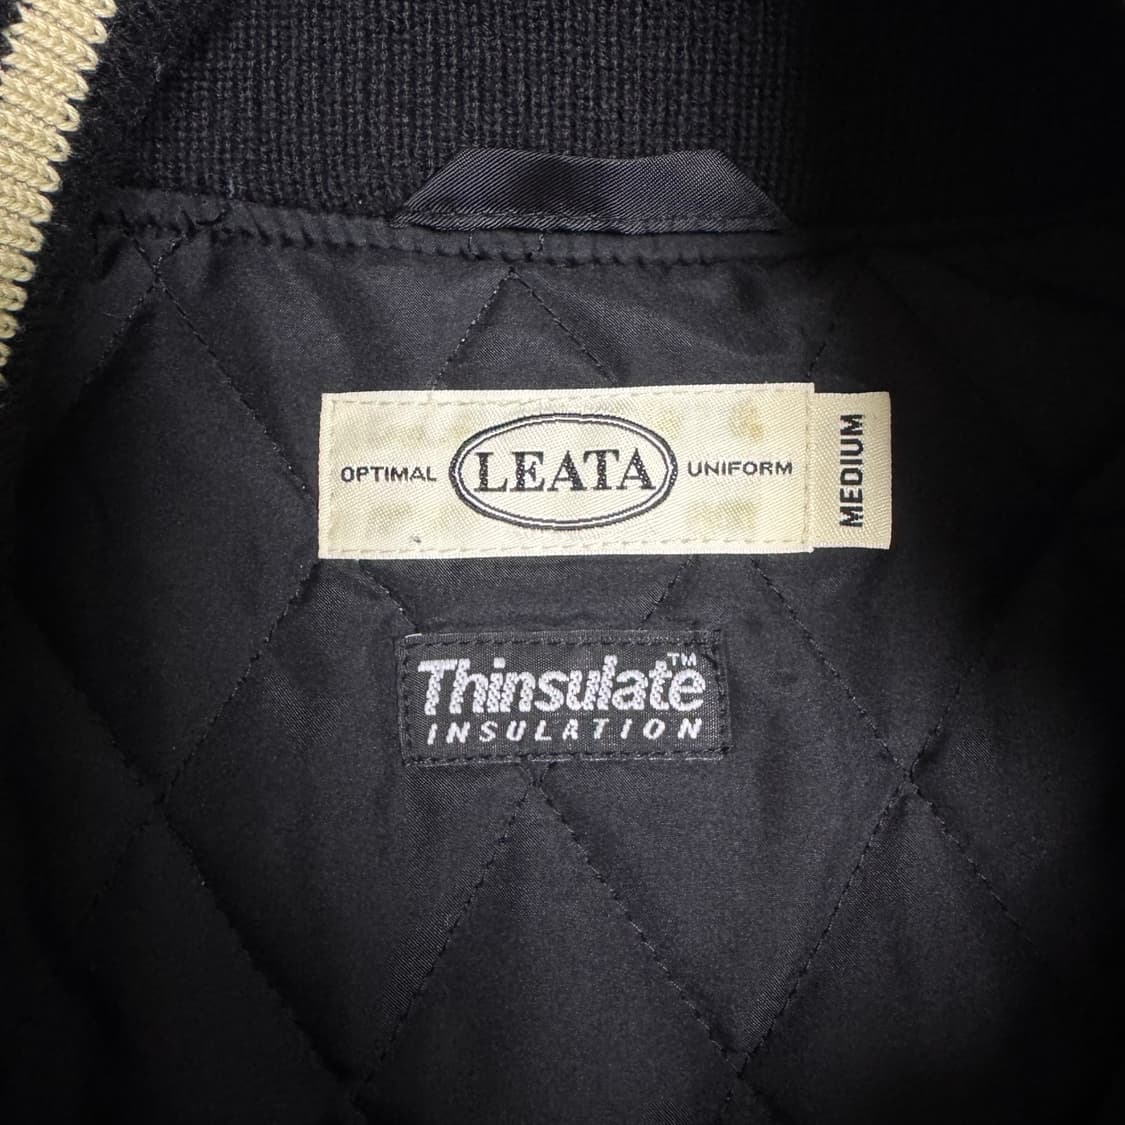 OPTIMAL LEATA UNIFORM
MEDIUM
Thinsulate™
INSULATION